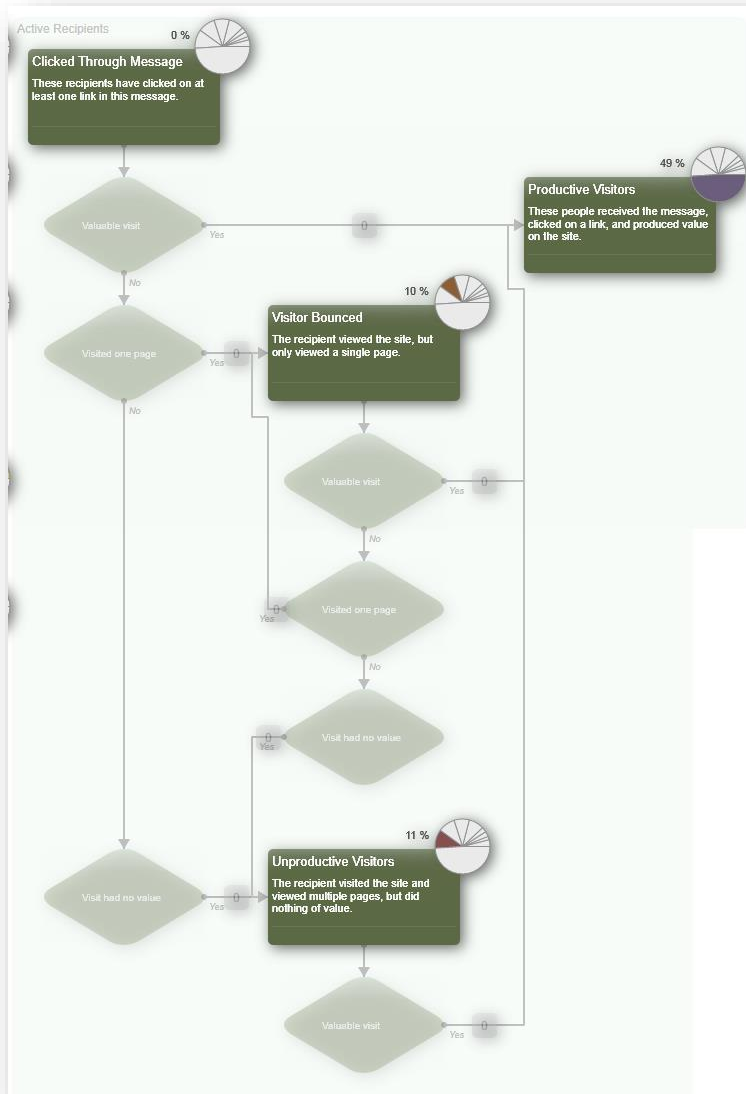 Active Recipients
0 %
Clicked Through Message
These recipients have clicked on at
least one link in this message.
49 %
Productive Visitors
These people received the message,
clicked on a link, and produced value
on the site.
Valuable visit
Yes
0
No
10 %
Visitor Bounced
The recipient viewed the site, but
only viewed a single page.
Visited one page
Yes
0
No
Valuable visit
Yes
0
No
Visited one page
0
Yes
No
Visit had no value
0
Yes
11 %
Unproductive Visitors
The recipient visited the site and
viewed multiple pages, but did
nothing of value.
Visit had no value
Yes
0
Valuable visit
Yes
0